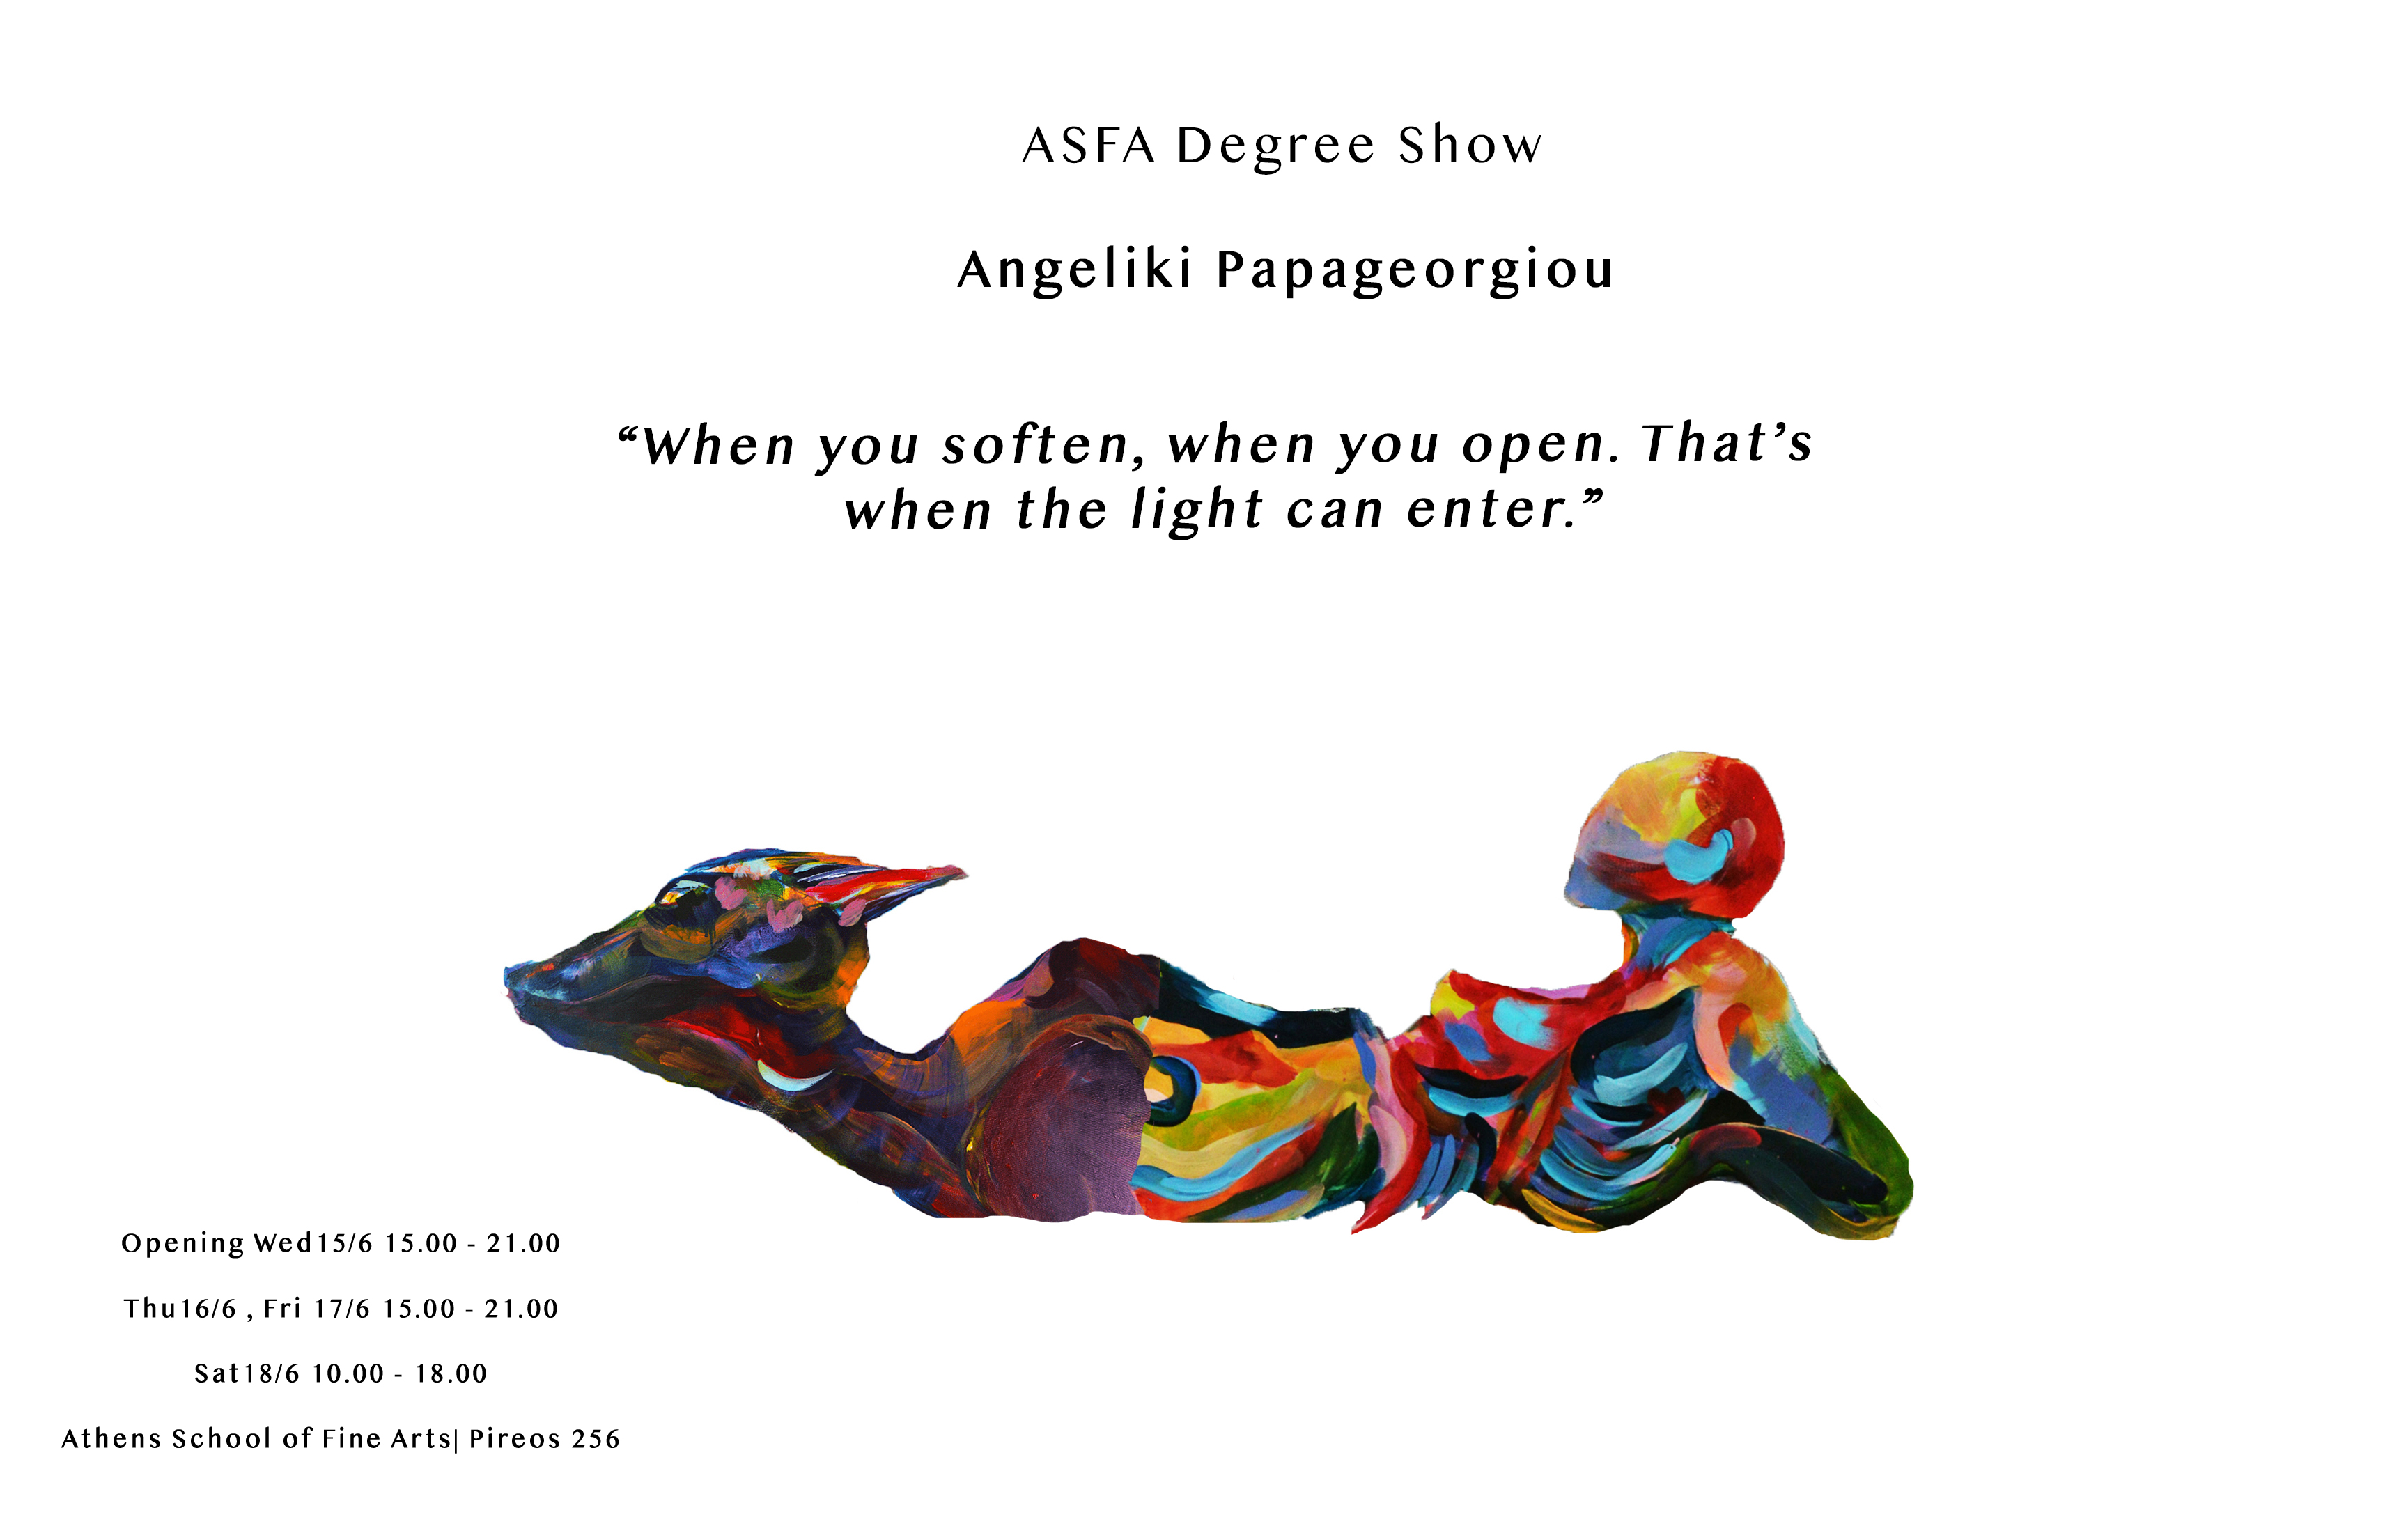 ASFA Degree Show
Angeliki Papageorgiou
“When you soften, when you open. That’s
when the light can enter.”
Opening Wed15/6 15.00 - 21.00
Thu16/6 , Fri 17/6 15.00 - 21.00
Sat18/6 10.00 - 18.00
Athens School of Fine Arts| Pireos 256